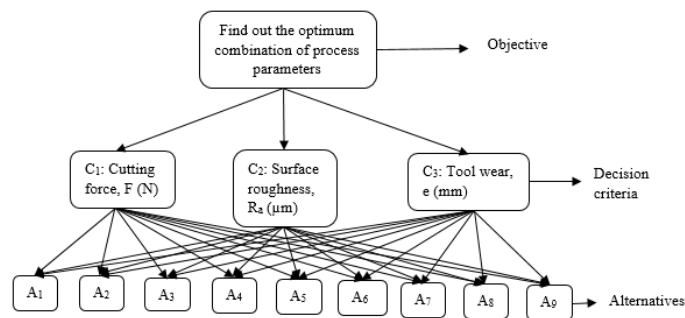 Find out the optimum
combination of process
parameters
Objective
C₁: Cutting
force, F (N)
C₂: Surface
roughness,
Rₐ (µm)
C₃: Tool wear,
e (mm)
Decision
criteria
A₁ A₂ A₃ A₄ A₅ A₆ A₇ A₈ A₉ Alternatives